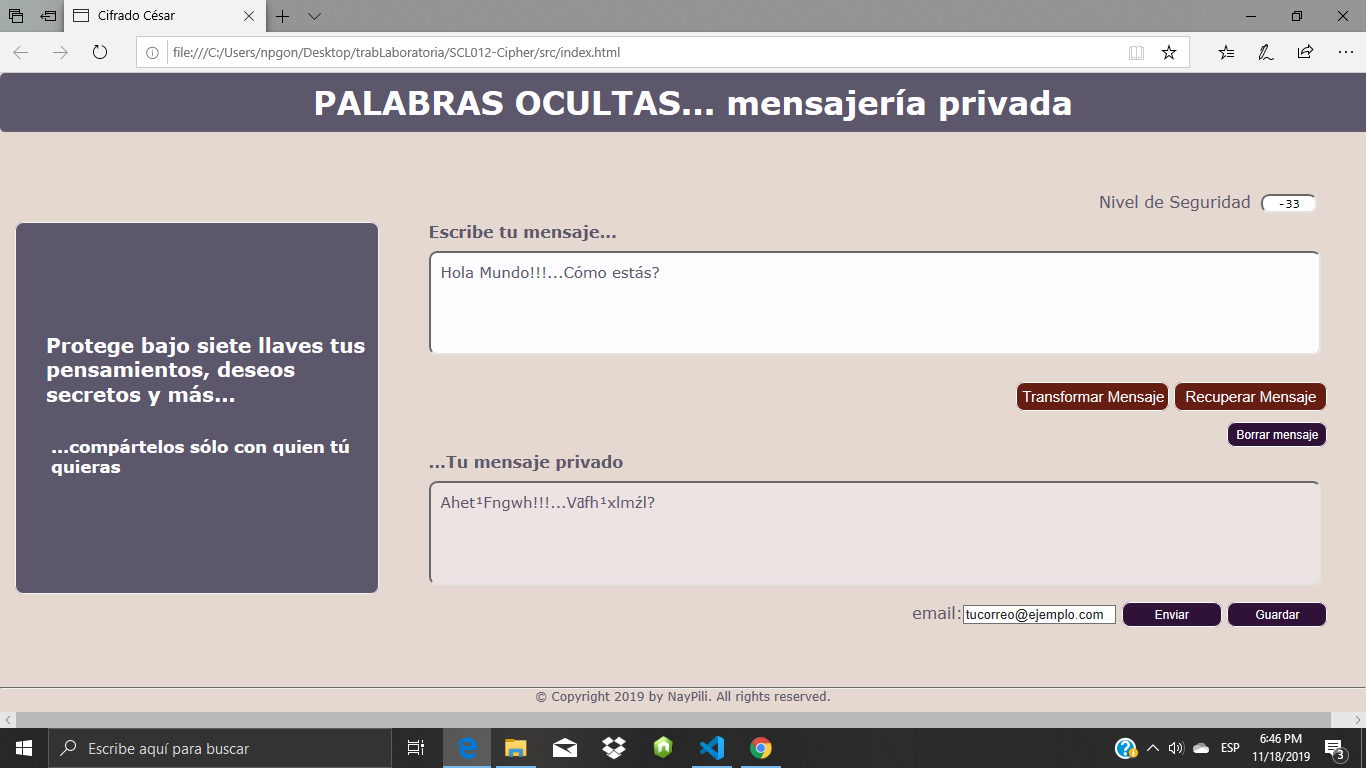 Cifrado César
file:///C:/Users/npgon/Desktop/trabLaboratoria/SCL012-Cipher/src/index.html
PALABRAS OCULTAS... mensajería privada
Nivel de Seguridad -33
Protege bajo siete llaves tus
pensamientos, deseos
secretos y más...
...compártelos sólo con quien tú
quieras
Escribe tu mensaje...
Hola Mundo!!!...Cómo estás?
Transformar Mensaje Recuperar Mensaje
Borrar mensaje
...Tu mensaje privado
email: tucorreo@ejemplo.com Enviar Guardar
© Copyright 2019 by NayPili. All rights reserved.
Escribe aquí para buscar
ESP
6:46 PM
11/18/2019
3